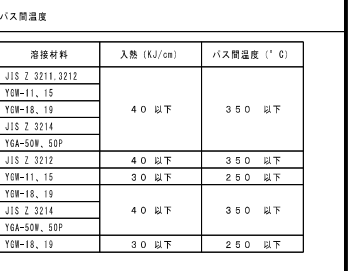 パス間温度
溶接材料 入熱 (KJ/cm) パス間温度 (°C)
JIS Z 3211.3212
YGW-11、15
YGW-18、19 40 以下 350 以下
JIS Z 3214
YGA-50W、50P
JIS Z 3212 40 以下 350 以下
YGW-11、15 30 以下 250 以下
YGW-18、19
JIS Z 3214 40 以下 350 以下
YGA-50W、50P
YGW-18、19 30 以下 250 以下